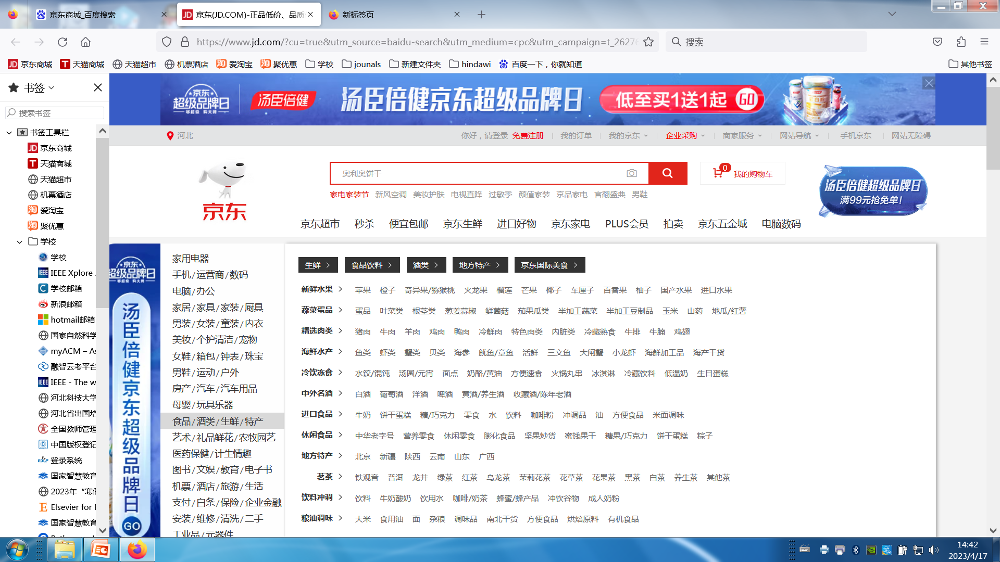 京东商城_百度搜索
京东(JD.COM)-正品低价、品质
新标签页
https://www.jd.com/?cu=true&utm_source=baidu-search&utm_medium=cpc&utm_campaign=t_2627
搜索
京东商城 天猫商城 天猫超市 机票酒店 爱淘宝 聚优惠 学校 jounals 新建文件夹 hindawi 百度一下，你就知道 其他书签
书签
搜索书签
书签工具栏
京东商城
天猫商城
天猫超市
机票酒店
爱淘宝
聚优惠
学校
学校
IEEE Xplore
学校邮箱
新浪邮箱
hotmail邮箱
国家自然科学
myACM – As
融智云考平台
IEEE - The w
河北科技大学
河北省出国培
全国教师管理
中国版权登记
登录系统
国家智慧教育
2023年“寒假
Elsevier for
国家智慧教育
京东 超级品牌日 够超级 购大牌 汤臣倍健 汤臣倍健京东超级品牌日 低至买1送1起 GO
河北 你好，请登录 免费注册 我的订单 我的京东 企业采购 商家服务 网站导航 手机京东 网站无障碍
京东
奥利奥饼干
0 我的购物车
家电家装节 新风空调 美妆护肤 电视直降 过敏季 颜值家装 京品家电 官翻盛典 男鞋
京东超市 秒杀 便宜包邮 京东生鲜 进口好物 京东家电 PLUS会员 拍卖 京东五金城 电脑数码
汤臣倍健超级品牌日
满99元抢免单！
京东
超级品牌日
够超级 购大牌
汤臣倍健京东超级品牌日
GO
家用电器
手机/运营商/数码
电脑/办公
家居/家具/家装/厨具
男装/女装/童装/内衣
美妆/个护清洁/宠物
女鞋/箱包/钟表/珠宝
男鞋/运动/户外
房产/汽车/汽车用品
母婴/玩具乐器
食品/酒类/生鲜/特产
艺术/礼品鲜花/农牧园艺
医药保健/计生情趣
图书/文娱/教育/电子书
机票/酒店/旅游/生活
支付/白条/保险/企业金融
安装/维修/清洗/二手
工业品/元器件
生鲜 食品饮料 酒类 地方特产 京东国际美食
新鲜水果 苹果 橙子 奇异果/猕猴桃 火龙果 榴莲 芒果 椰子 车厘子 百香果 柚子 国产水果 进口水果
蔬菜蛋品 蛋品 叶菜类 根茎类 葱姜蒜椒 鲜菌菇 茄果瓜类 半加工蔬菜 半加工豆制品 玉米 山药 地瓜/红薯
精选肉类 猪肉 牛肉 羊肉 鸡肉 鸭肉 冷鲜肉 特色肉类 内脏类 冷藏熟食 牛排 牛腩 鸡翅
海鲜水产 鱼类 虾类 蟹类 贝类 海参 鱿鱼/章鱼 活鲜 三文鱼 大闸蟹 小龙虾 海鲜加工品 海产干货
冷饮冻食 水饺/馄饨 汤圆/元宵 面点 奶酪/黄油 方便速食 火锅丸串 冰淇淋 冷藏饮料 低温奶 生日蛋糕
中外名酒 白酒 葡萄酒 洋酒 啤酒 黄酒/养生酒 收藏酒/陈年老酒
进口食品 牛奶 饼干蛋糕 糖/巧克力 零食 水 饮料 咖啡粉 冲调品 油 方便食品 米面调味
休闲食品 中华老字号 营养零食 休闲零食 膨化食品 坚果炒货 蜜饯果干 糖果/巧克力 饼干蛋糕 粽子
地方特产 北京 新疆 陕西 云南 山东 广西
茗茶 铁观音 普洱 龙井 绿茶 红茶 乌龙茶 茉莉花茶 花草茶 花果茶 黑茶 白茶 养生茶 其他茶
饮料冲调 饮料 牛奶酸奶 饮用水 咖啡/奶茶 蜂蜜/蜂产品 冲饮谷物 成人奶粉
粮油调味 大米 食用油 面 杂粮 调味品 南北干货 方便食品 烘焙原料 有机食品
14:42
2023/4/17